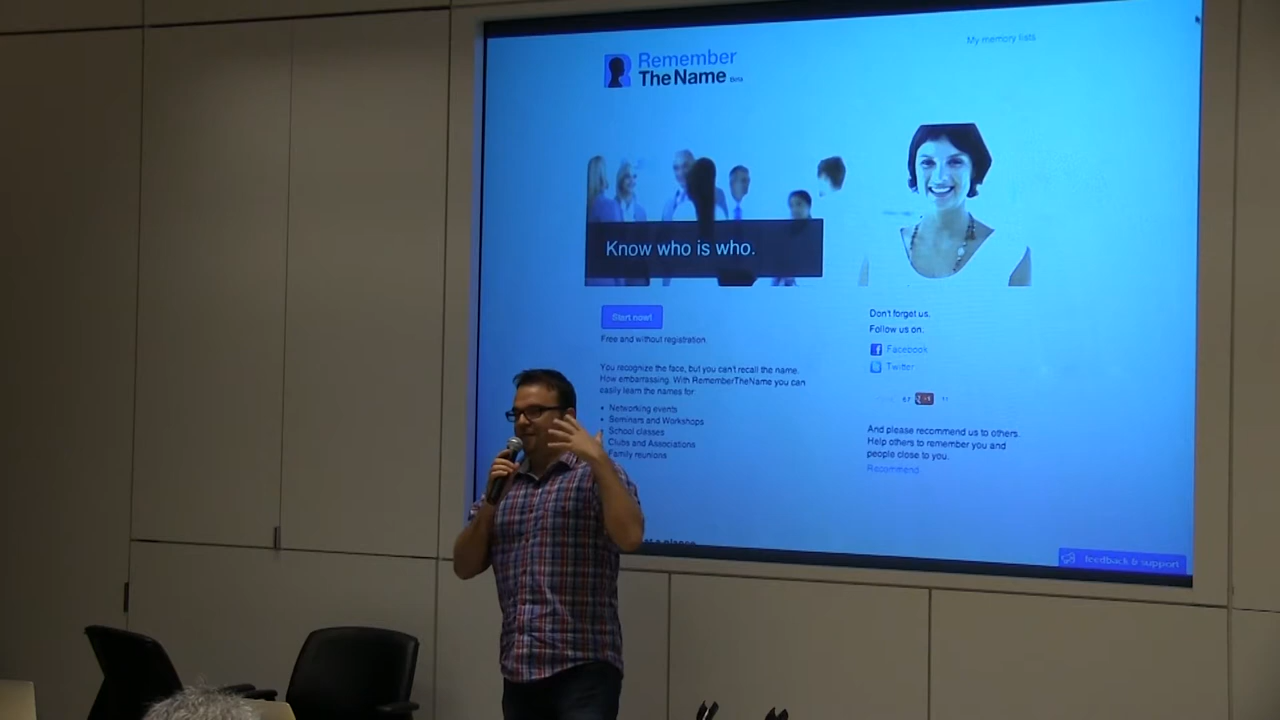 My memory lists
Remember
The Name Beta
Know who is who.
Start now!
Free and without registration.
You recognize the face, but you can't recall the name.
How embarrassing. With RememberTheName you can
easily learn the names for:
Networking events
Seminars and Workshops
School classes
Clubs and Associations
Family reunions
Don't forget us.
Follow us on:
Facebook
Twitter
And please recommend us to others.
Help others to remember you and
people close to you.
Recommend
feedback & support